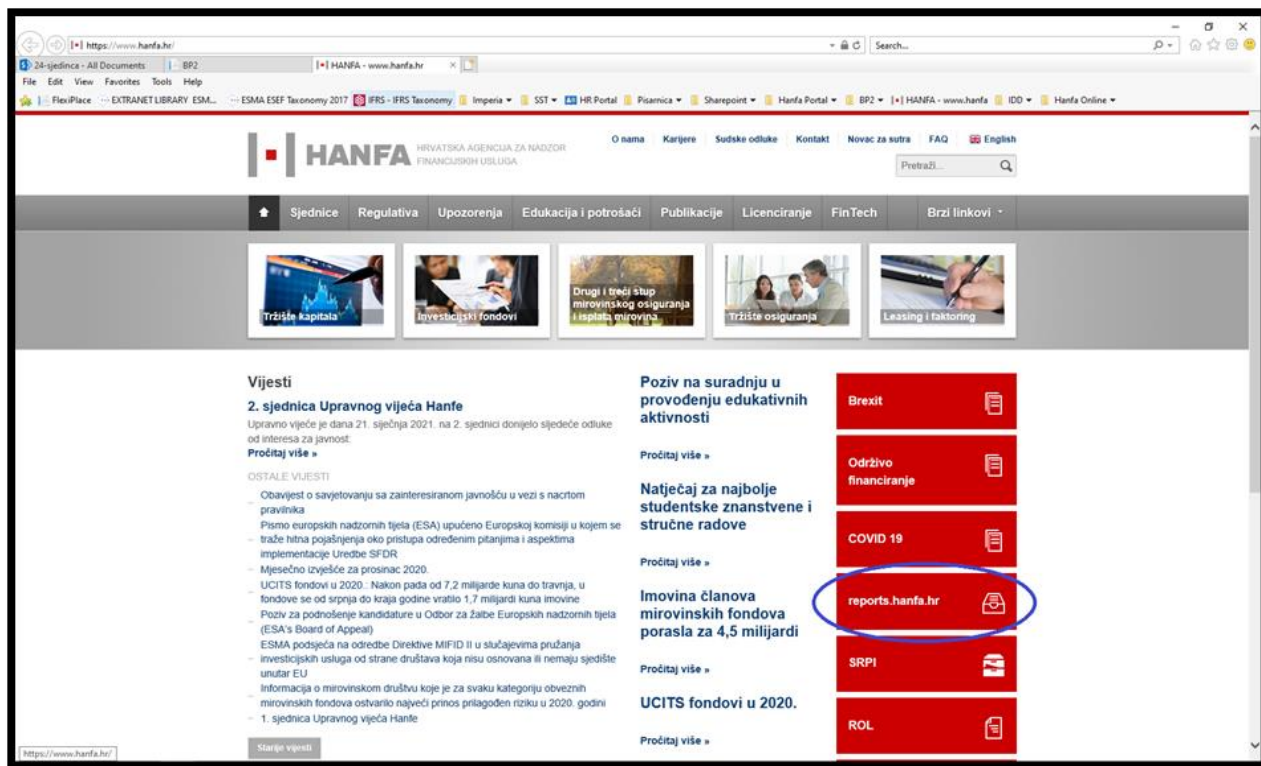 https://www.hanfa.hr/
Search...
24-sjedinca - All Documents
BP2
HANFA - www.hanfa.hr
File Edit View Favorites Tools Help
FlexiPlace
EXTRANET LIBRARY ESM...
ESMA ESEF Taxonomy 2017
IFRS - IFRS Taxonomy
Imperia
SST
HR Portal
Pisarnica
Sharepoint
Hanfa Portal
BP2
HANFA - www.hanfa
IDD
Hanfa Online
HANFA
HRVATSKA AGENCIJA ZA NADZOR
FINANCIJSKIH USLUGA
O nama Karijere Sudske odluke Kontakt Novac za sutra FAQ English
Pretraži...
Sjednice Regulativa Upozorenja Edukacija i potrošači Publikacije Licenciranje FinTech Brzi linkovi
Tržište kapitala
Investicijski fondovi
Drugi i treći stup
mirovinskog osiguranja
i isplata mirovina
Tržište osiguranja
Leasing i faktoring
Vijesti
2. sjednica Upravnog vijeća Hanfe
Upravno vijeće je dana 21. siječnja 2021. na 2. sjednici donijelo sljedeće odluke
od interesa za javnost:
Pročitaj više »
OSTALE VIJESTI
Obavijest o savjetovanju sa zainteresiranom javnošću u vezi s nacrtom
pravilnika
Pismo europskih nadzornih tijela (ESA) upućeno Europskoj komisiji u kojem se
traže hitna pojašnjenja oko pristupa određenim pitanjima i aspektima
implementacije Uredbe SFDR
Mjesečno izvješće za prosinac 2020.
UCITS fondovi u 2020.: Nakon pada od 7,2 milijarde kuna do travnja, u
fondove se od srpnja do kraja godine vratilo 1,7 milijardi kuna imovine
Poziv za podnošenje kandidature u Odbor za žalbe Europskih nadzornih tijela
(ESA's Board of Appeal)
ESMA podsjeća na odredbe Direktive MIFID II u slučajevima pružanja
investicijskih usluga od strane društava koja nisu osnovana ili nemaju sjedište
unutar EU
Informacija o mirovinskom društvu koje je za svaku kategoriju obveznih
mirovinskih fondova ostvarilo najveći prinos prilagođen riziku u 2020. godini
1. sjednica Upravnog vijeća Hanfe
Starije vijesti
Poziv na suradnju u
provođenju edukativnih
aktivnosti
Pročitaj više »
Natječaj za najbolje
studentske znanstvene i
stručne radove
Pročitaj više »
Imovina članova
mirovinskih fondova
porasla za 4,5 milijardi
Pročitaj više »
UCITS fondovi u 2020.
Pročitaj više »
Brexit
Održivo
financiranje
COVID 19
reports.hanfa.hr
SRPI
ROL
https://www.hanfa.hr/